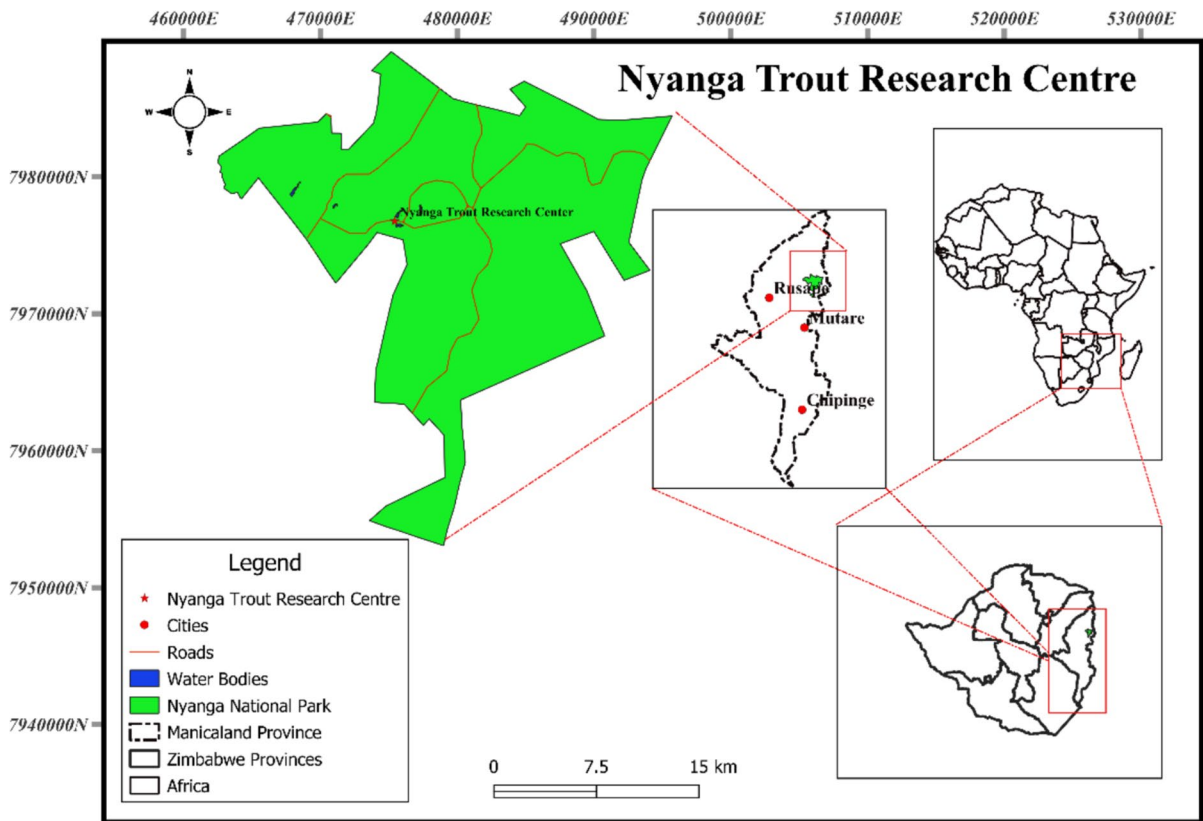 460000E 470000E 480000E 490000E 500000E 510000E 520000E 530000E
Nyanga Trout Research Centre
N
W E
S
7980000N
7970000N
7960000N
7950000N
7940000N
Nyanga Trout Research Center
Rusape
Mutare
Chipinge
Legend
Nyanga Trout Research Centre
Cities
Roads
Water Bodies
Nyanga National Park
Manicaland Province
Zimbabwe Provinces
Africa
0 7.5 15 km